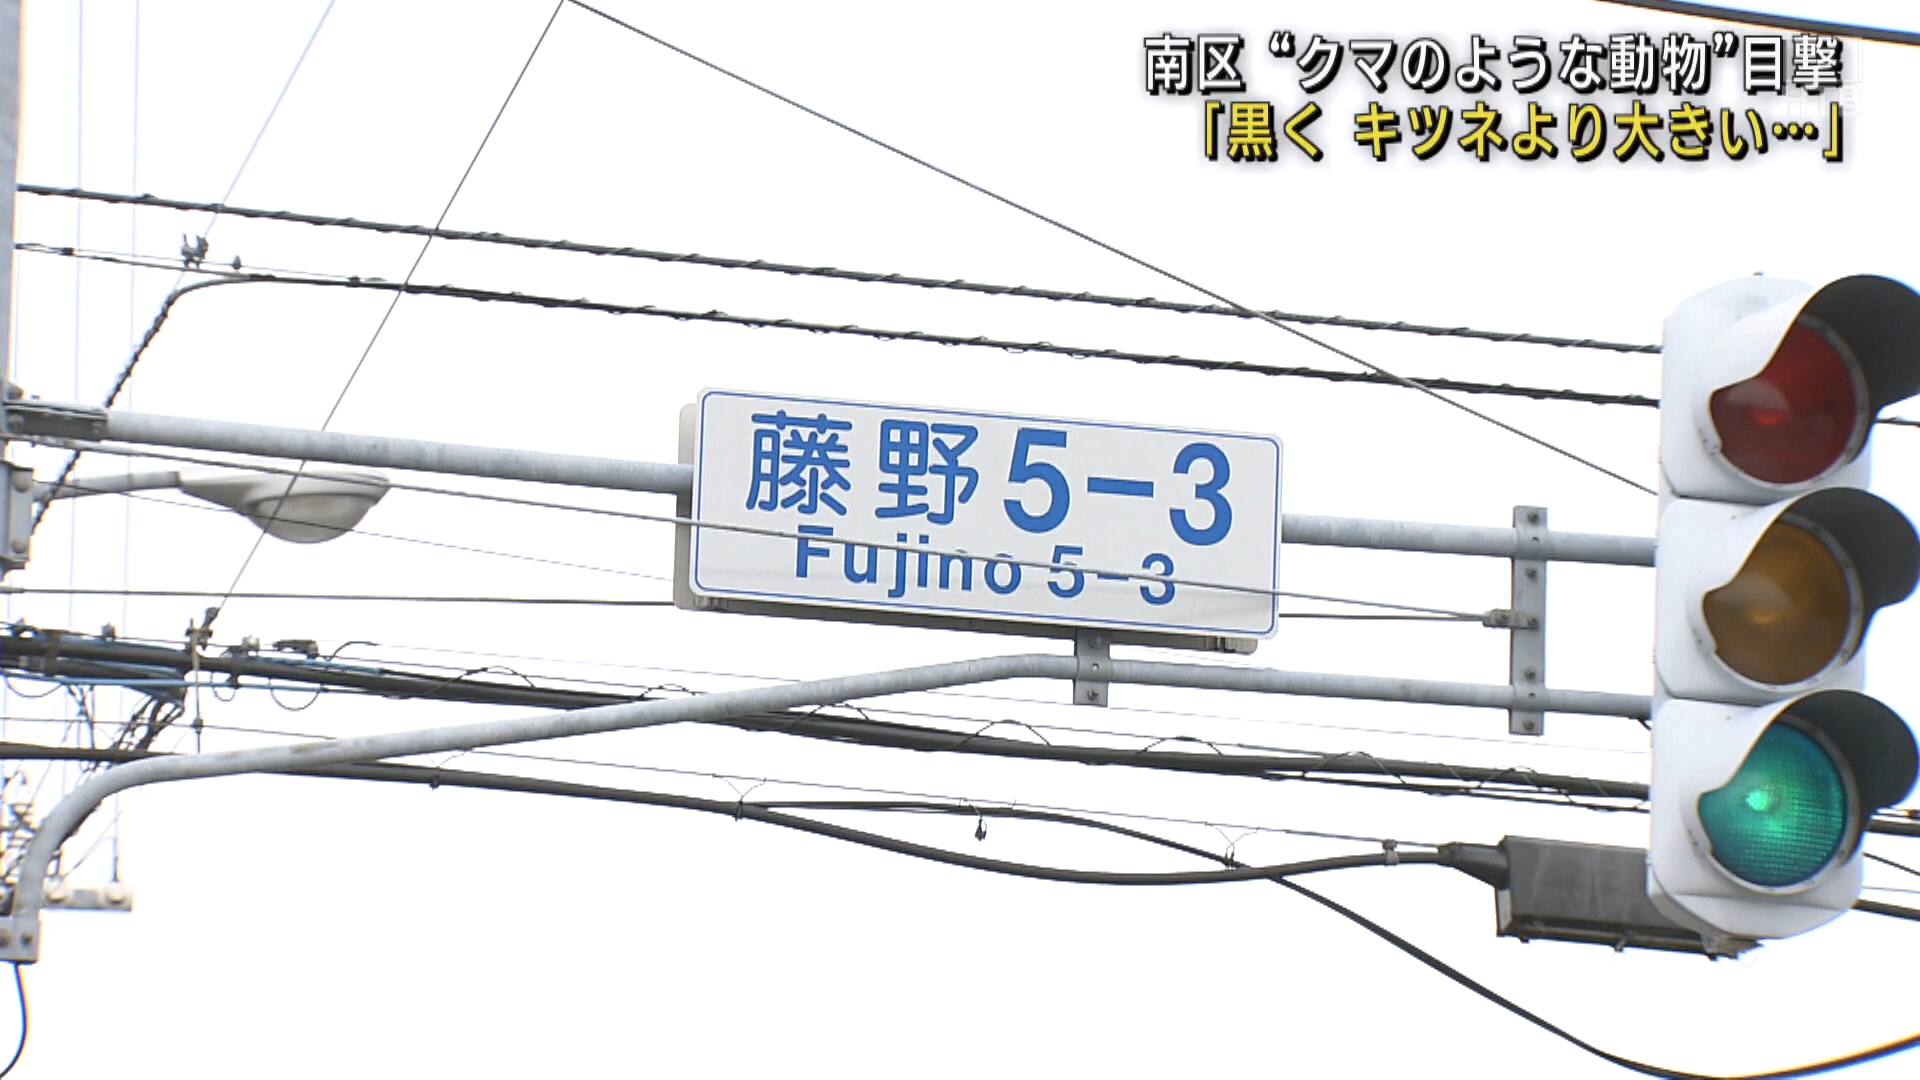 南区 “クマのような動物”目撃
「黒く キツネより大きい…」
HTB
藤野5-3
Fujino 5-3